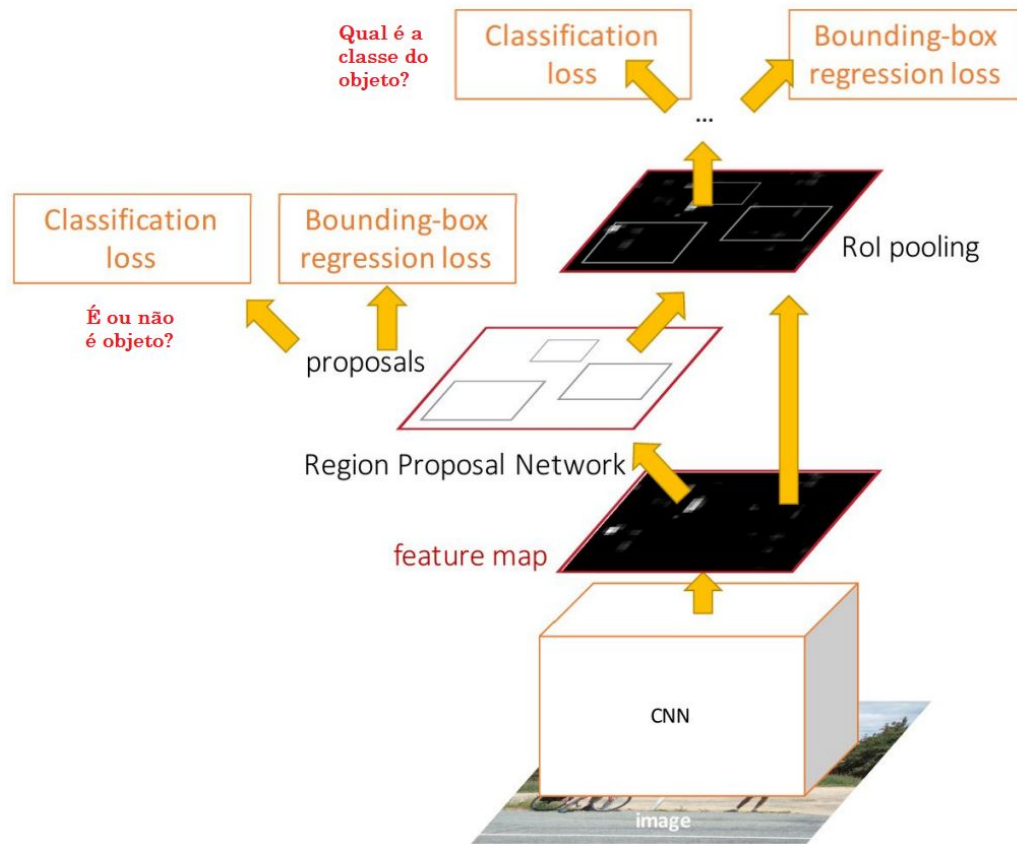 Qual é a
classe do
objeto?
Classification
loss
Bounding-box
regression loss
...
RoI pooling
Classification
loss
Bounding-box
regression loss
É ou não
é objeto?
proposals
Region Proposal Network
feature map
CNN
image